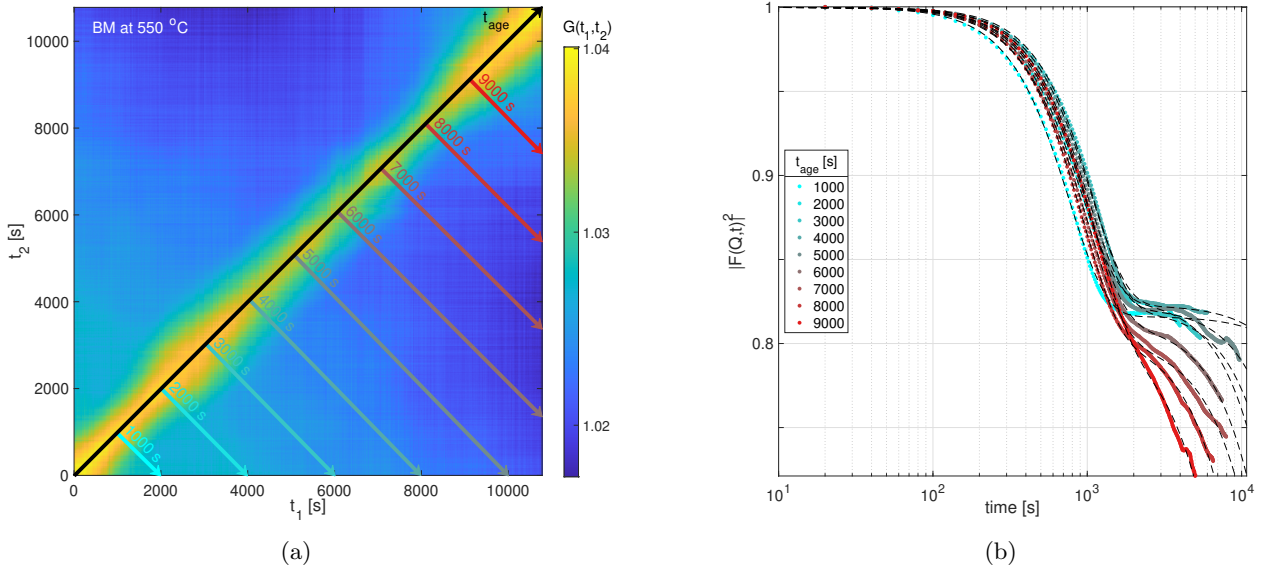 BM at 550 °C
t_age
G(t_1,t_2)
1.04
1.03
1.02
10000
8000
6000
4000
2000
0
t_2 [s]
9000 s
8000 s
7000 s
6000 s
5000 s
4000 s
3000 s
2000 s
1000 s
0 2000 4000 6000 8000 10000
t_1 [s]
(a)
1
0.9
0.8
|F(Q,t)|^2
t_age [s]
1000
2000
3000
4000
5000
6000
7000
8000
9000
10^1 10^2 10^3 10^4
time [s]
(b)